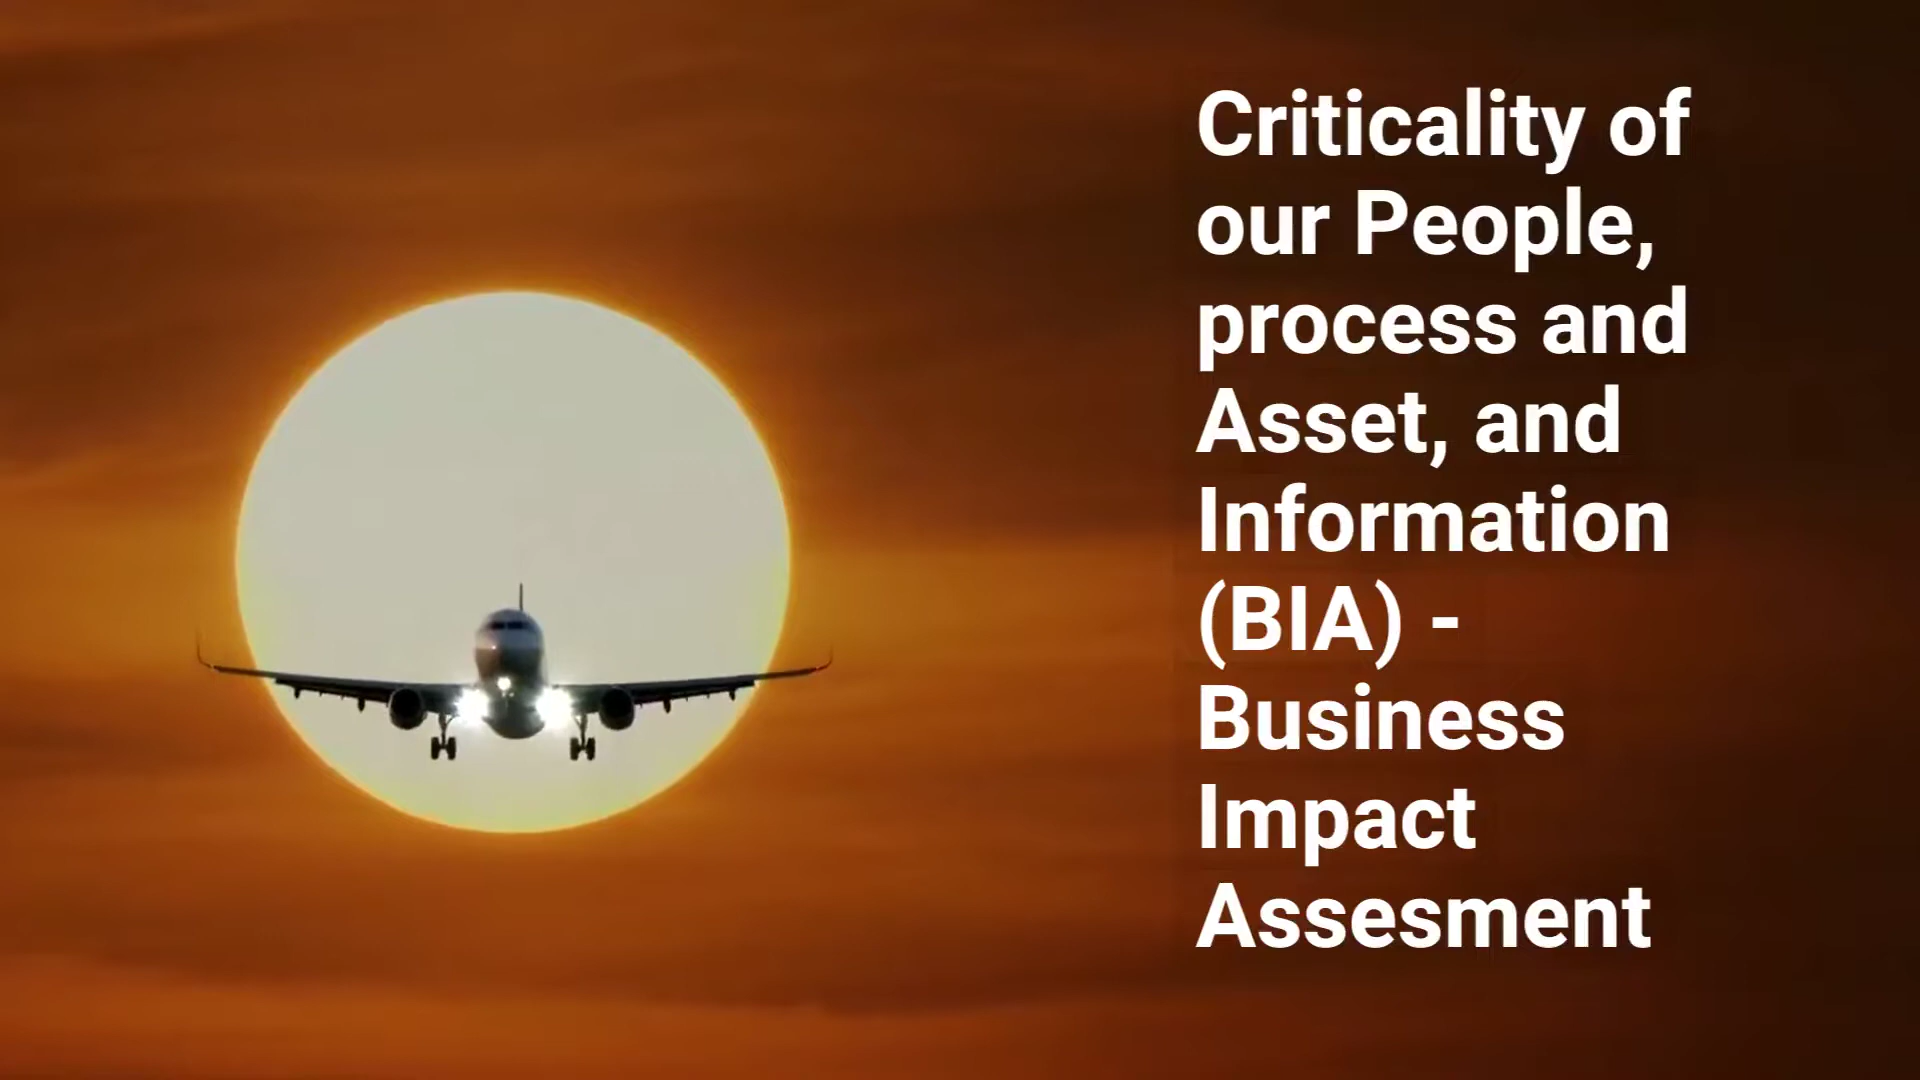 Criticality of
our People,
process and
Asset, and
Information
(BIA) -
Business
Impact
Assesment